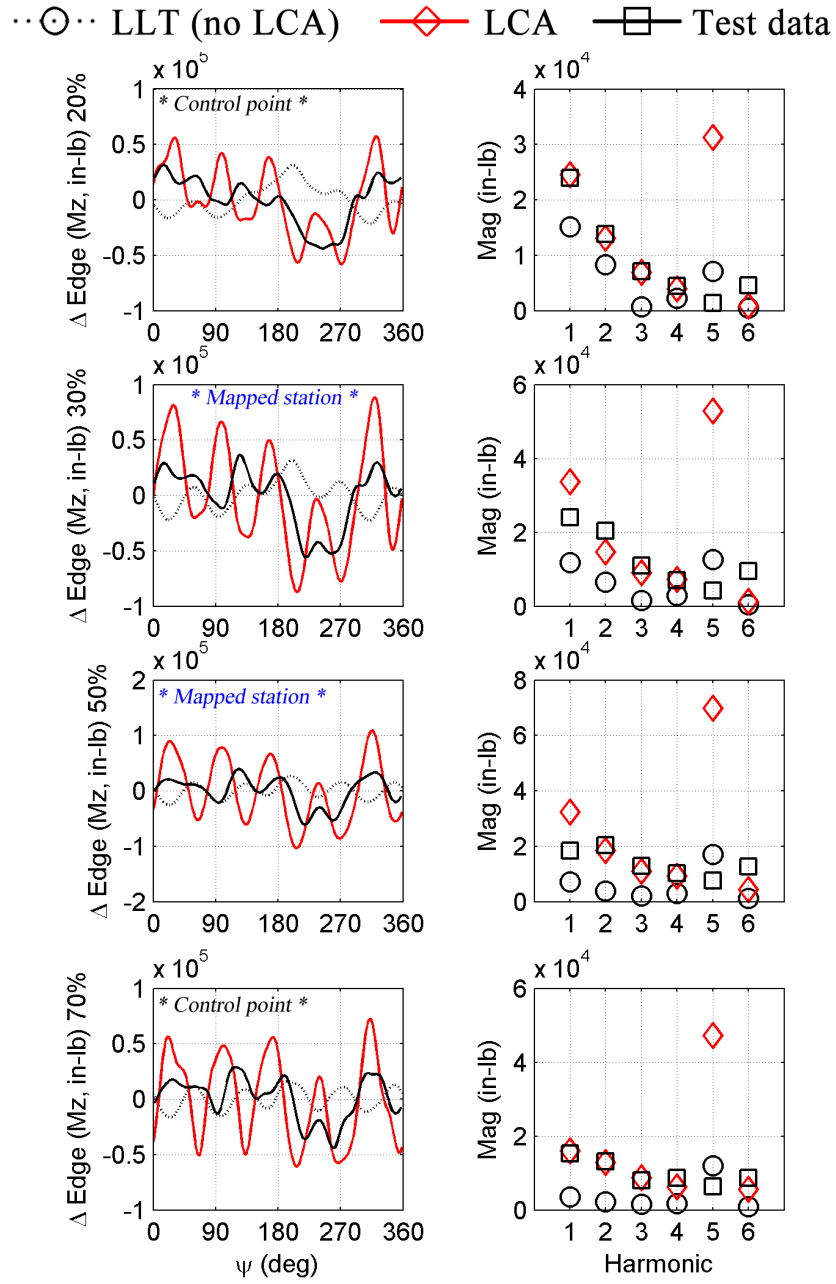 LLT (no LCA) LCA Test data
x 10^5
* Control point *
Δ Edge (Mz, in-lb) 20%
1
0.5
0
-0.5
-1
0 90 180 270 360
x 10^4
Mag (in-lb)
4
3
2
1
0
1 2 3 4 5 6
x 10^5
* Mapped station *
Δ Edge (Mz, in-lb) 30%
1
0.5
0
-0.5
-1
0 90 180 270 360
x 10^4
Mag (in-lb)
6
4
2
0
1 2 3 4 5 6
x 10^5
* Mapped station *
Δ Edge (Mz, in-lb) 50%
2
1
0
-1
-2
0 90 180 270 360
x 10^4
Mag (in-lb)
8
6
4
2
0
1 2 3 4 5 6
x 10^5
* Control point *
Δ Edge (Mz, in-lb) 70%
1
0.5
0
-0.5
-1
0 90 180 270 360
ψ (deg)
x 10^4
Mag (in-lb)
6
4
2
0
1 2 3 4 5 6
Harmonic